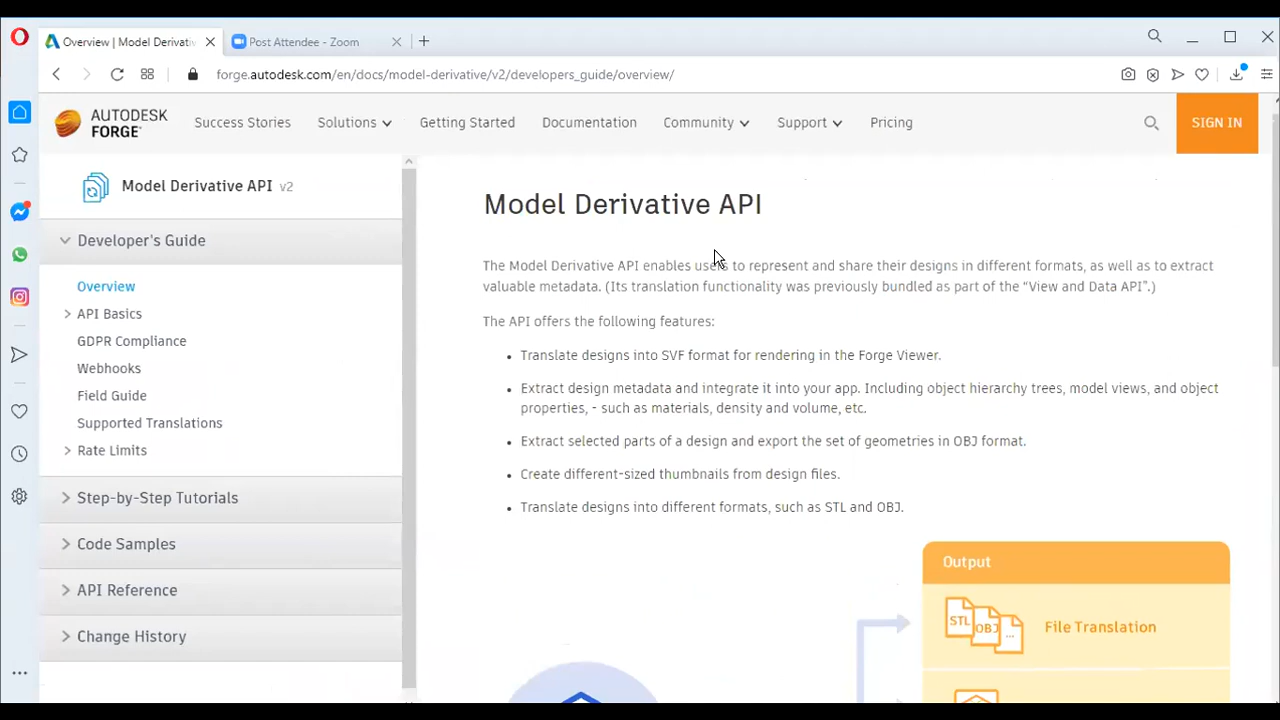 Overview | Model Derivati
Post Attendee - Zoom
forge.autodesk.com/en/docs/model-derivative/v2/developers_guide/overview/
AUTODESK
FORGE
Success Stories
Solutions
Getting Started
Documentation
Community
Support
Pricing
SIGN IN
Model Derivative API v2
Developer's Guide
Overview
API Basics
GDPR Compliance
Webhooks
Field Guide
Supported Translations
Rate Limits
Step-by-Step Tutorials
Code Samples
API Reference
Change History
Model Derivative API
The Model Derivative API enables users to represent and share their designs in different formats, as well as to extract
valuable metadata. (Its translation functionality was previously bundled as part of the “View and Data API”.)
The API offers the following features:
• Translate designs into SVF format for rendering in the Forge Viewer.
• Extract design metadata and integrate it into your app. Including object hierarchy trees, model views, and object
properties, - such as materials, density and volume, etc.
• Extract selected parts of a design and export the set of geometries in OBJ format.
• Create different-sized thumbnails from design files.
• Translate designs into different formats, such as STL and OBJ.
Output
STL OBJ ...
File Translation